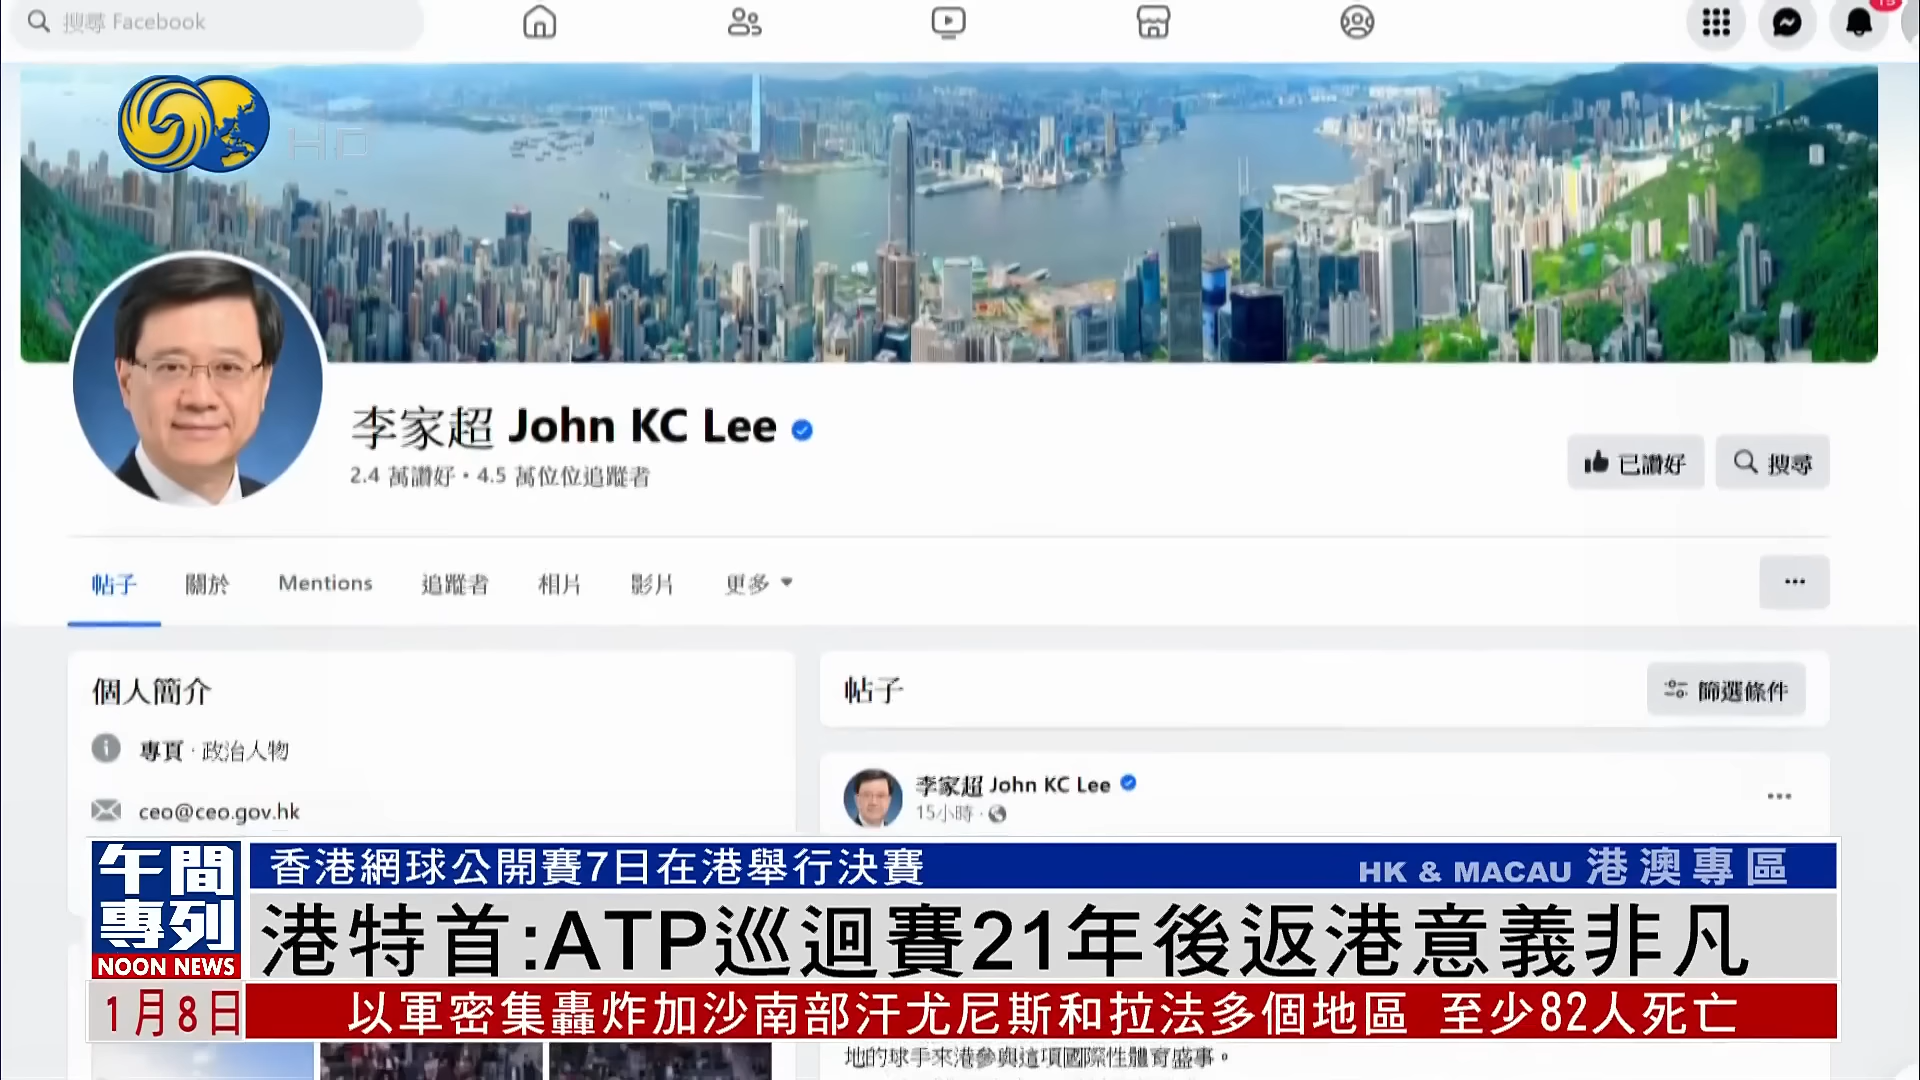 搜尋 Facebook
15
HD
李家超 John KC Lee
2.4 萬讚好 · 4.5 萬位位追蹤者
已讚好
搜尋
帖子 關於 Mentions 追蹤者 相片 影片 更多
個人簡介
專頁 · 政治人物
ceo@ceo.gov.hk
帖子
篩選條件
李家超 John KC Lee
15小時 ·
午間專列
NOON NEWS
香港網球公開賽7日在港舉行決賽
HK & MACAU 港澳專區
港特首:ATP巡迴賽21年後返港意義非凡
1月8日
以軍密集轟炸加沙南部汗尤尼斯和拉法多個地區 至少82人死亡
地的球手來港參與這項國際性體育盛事。